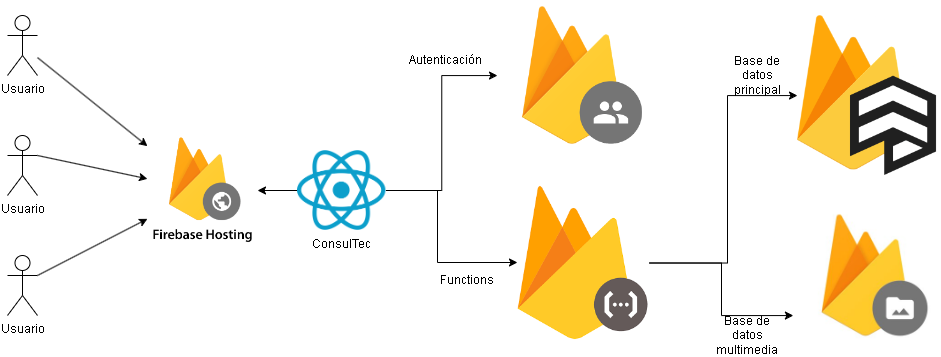 Usuario
Usuario
Usuario
Firebase Hosting
ConsulTec
Autenticación
Functions
Base de
datos
principal
Base de
datos
multimedia